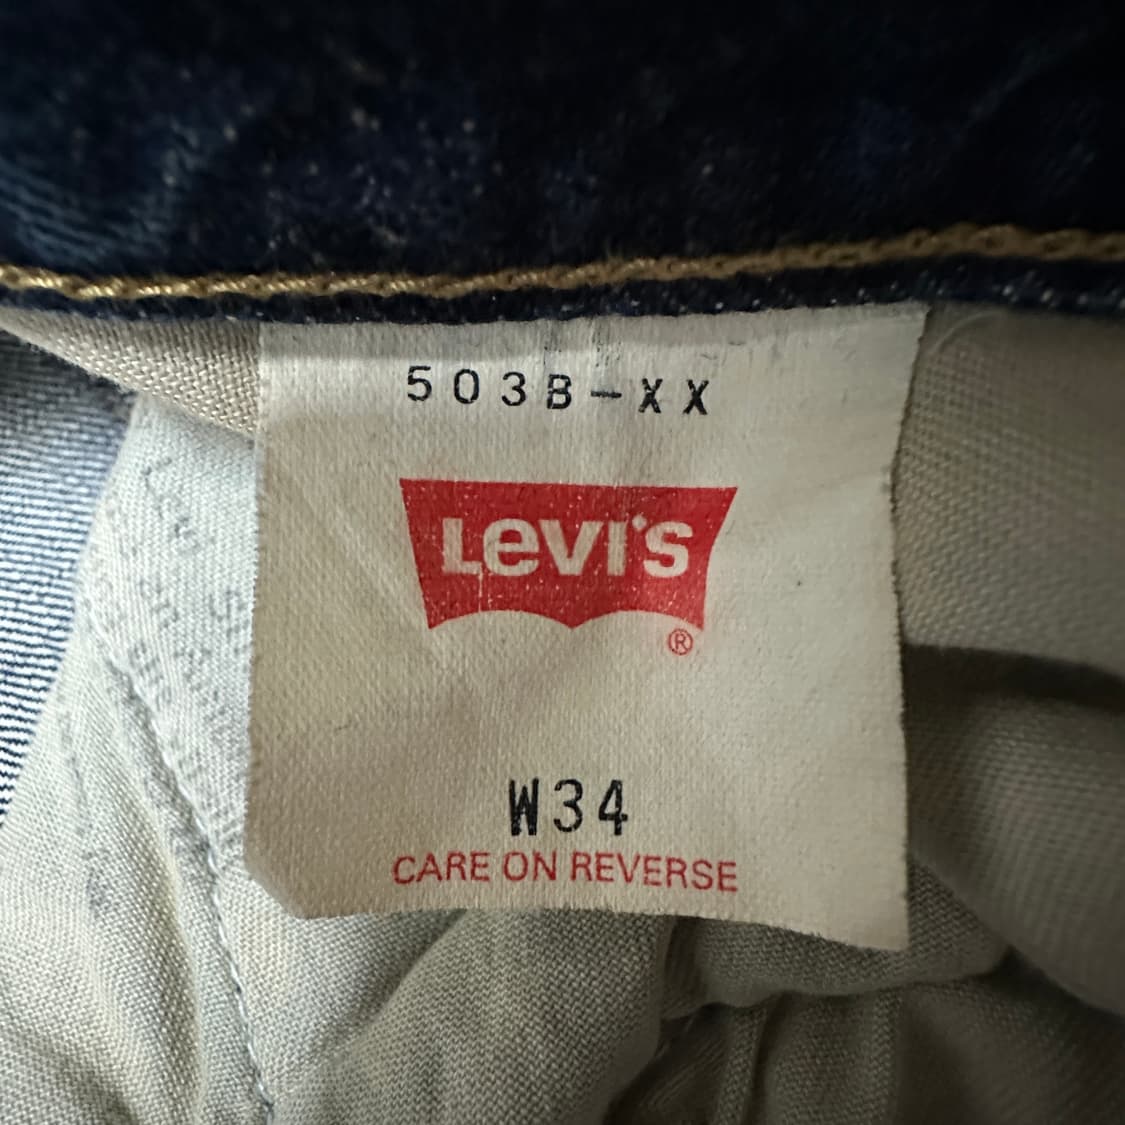 503B-XX
LEVI'S
®
W34
CARE ON REVERSE